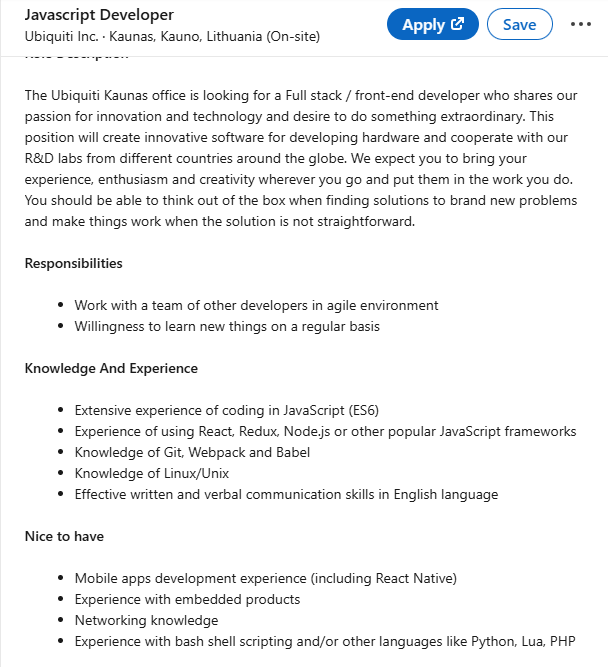 Javascript Developer
Ubiquiti Inc. · Kaunas, Kauno, Lithuania (On-site)
Apply
Save
Role Description
The Ubiquiti Kaunas office is looking for a Full stack / front-end developer who shares our
passion for innovation and technology and desire to do something extraordinary. This
position will create innovative software for developing hardware and cooperate with our
R&D labs from different countries around the globe. We expect you to bring your
experience, enthusiasm and creativity wherever you go and put them in the work you do.
You should be able to think out of the box when finding solutions to brand new problems
and make things work when the solution is not straightforward.
Responsibilities
• Work with a team of other developers in agile environment
• Willingness to learn new things on a regular basis
Knowledge And Experience
• Extensive experience of coding in JavaScript (ES6)
• Experience of using React, Redux, Node.js or other popular JavaScript frameworks
• Knowledge of Git, Webpack and Babel
• Knowledge of Linux/Unix
• Effective written and verbal communication skills in English language
Nice to have
• Mobile apps development experience (including React Native)
• Experience with embedded products
• Networking knowledge
• Experience with bash shell scripting and/or other languages like Python, Lua, PHP